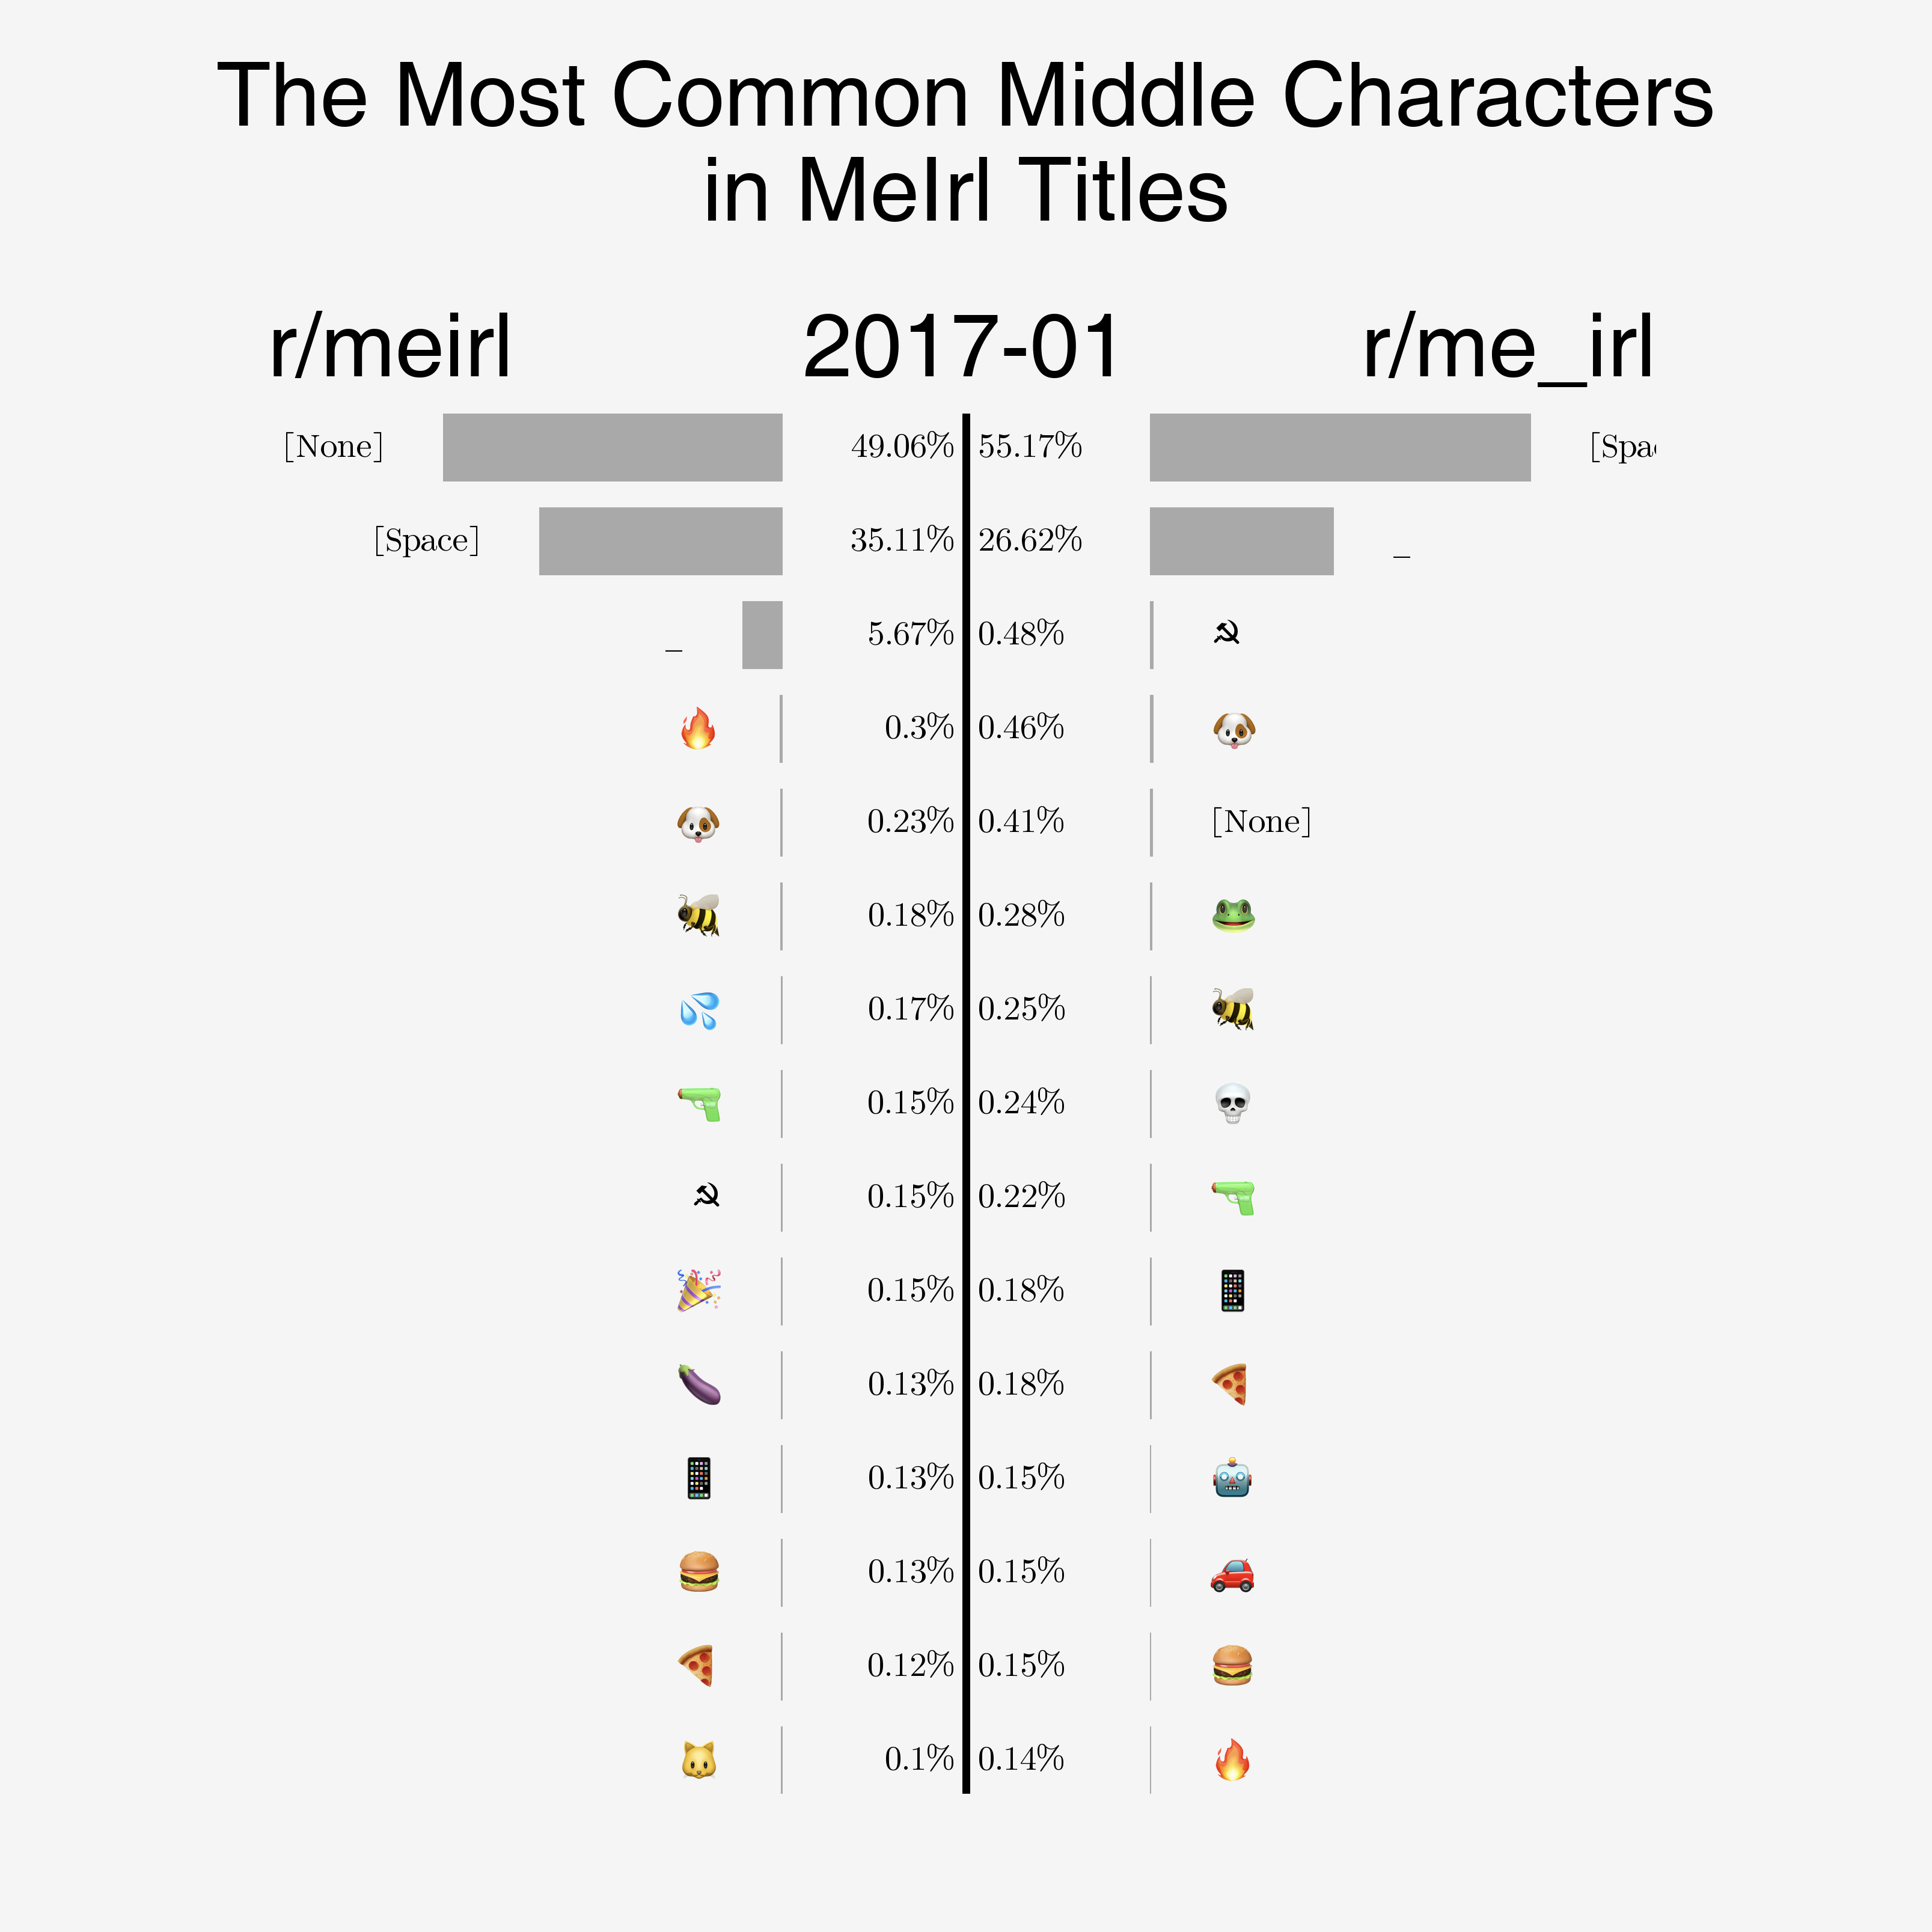 The Most Common Middle Characters
in MeIrl Titles
r/meirl 2017-01 r/me_irl
[None] 49.06% 55.17% [Spa
[Space] 35.11% 26.62% _
_ 5.67% 0.48% ☭
🔥 0.3% 0.46% 🐶
🐶 0.23% 0.41% [None]
🐝 0.18% 0.28% 🐸
💦 0.17% 0.25% 🐝
🔫 0.15% 0.24% 💀
☭ 0.15% 0.22% 🔫
🎉 0.15% 0.18% 📱
🍆 0.13% 0.18% 🍕
📱 0.13% 0.15% 🤖
🍔 0.13% 0.15% 🚗
🍕 0.12% 0.15% 🍔
🐱 0.1% 0.14% 🔥